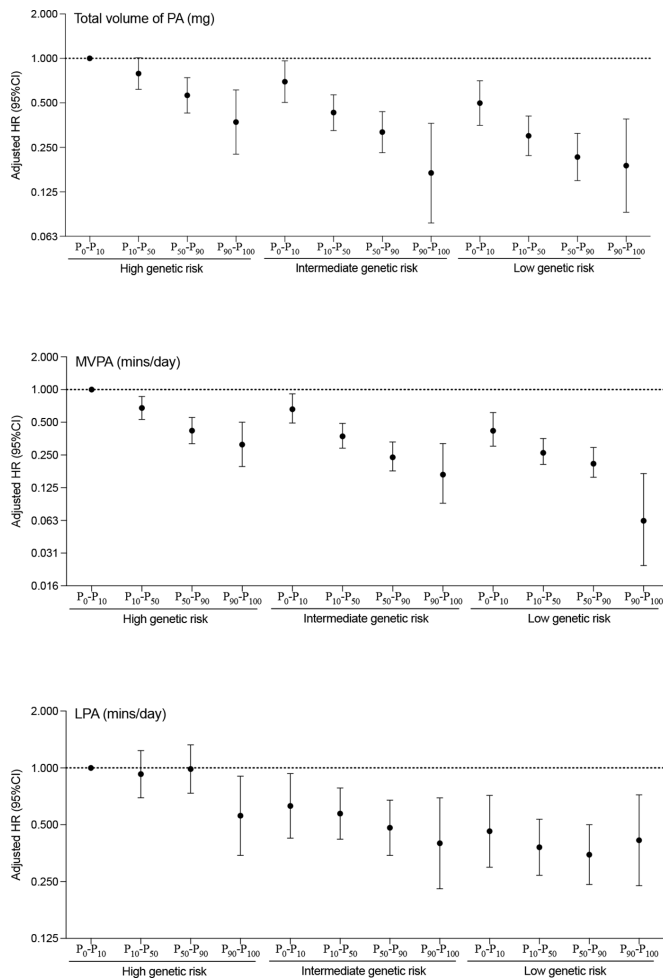 Total volume of PA (mg)
Adjusted HR (95%CI)
2.000
1.000
0.500
0.250
0.125
0.063
P₀-P₁₀ P₁₀-P₅₀ P₅₀-P₉₀ P₉₀-P₁₀₀ P₀-P₁₀ P₁₀-P₅₀ P₅₀-P₉₀ P₉₀-P₁₀₀ P₀-P₁₀ P₁₀-P₅₀ P₅₀-P₉₀ P₉₀-P₁₀₀
High genetic risk Intermediate genetic risk Low genetic risk
MVPA (mins/day)
Adjusted HR (95%CI)
2.000
1.000
0.500
0.250
0.125
0.063
0.031
0.016
P₀-P₁₀ P₁₀-P₅₀ P₅₀-P₉₀ P₉₀-P₁₀₀ P₀-P₁₀ P₁₀-P₅₀ P₅₀-P₉₀ P₉₀-P₁₀₀ P₀-P₁₀ P₁₀-P₅₀ P₅₀-P₉₀ P₉₀-P₁₀₀
High genetic risk Intermediate genetic risk Low genetic risk
LPA (mins/day)
Adjusted HR (95%CI)
2.000
1.000
0.500
0.250
0.125
P₀-P₁₀ P₁₀-P₅₀ P₅₀-P₉₀ P₉₀-P₁₀₀ P₀-P₁₀ P₁₀-P₅₀ P₅₀-P₉₀ P₉₀-P₁₀₀ P₀-P₁₀ P₁₀-P₅₀ P₅₀-P₉₀ P₉₀-P₁₀₀
High genetic risk Intermediate genetic risk Low genetic risk